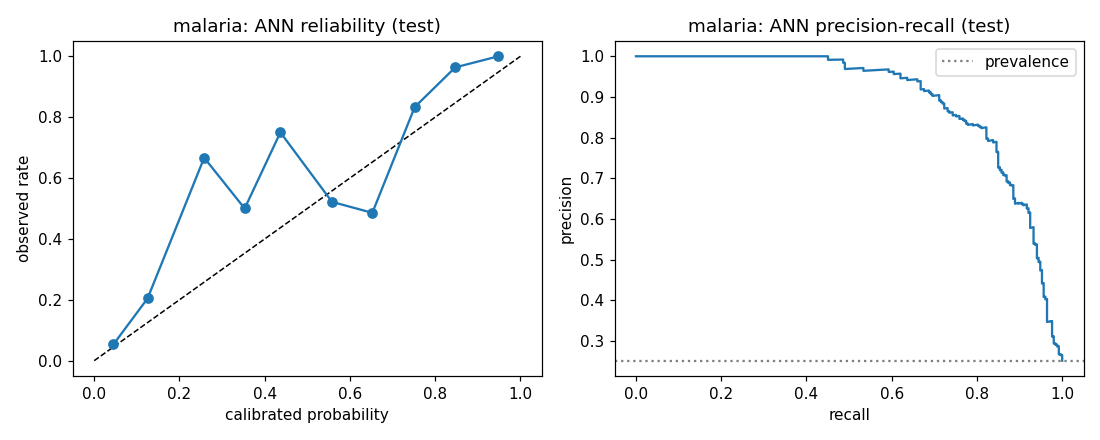 malaria: ANN reliability (test)
observed rate
1.0
0.8
0.6
0.4
0.2
0.0
0.0 0.2 0.4 0.6 0.8 1.0
calibrated probability
malaria: ANN precision-recall (test)
precision
1.0
0.9
0.8
0.7
0.6
0.5
0.4
0.3
prevalence
0.0 0.2 0.4 0.6 0.8 1.0
recall